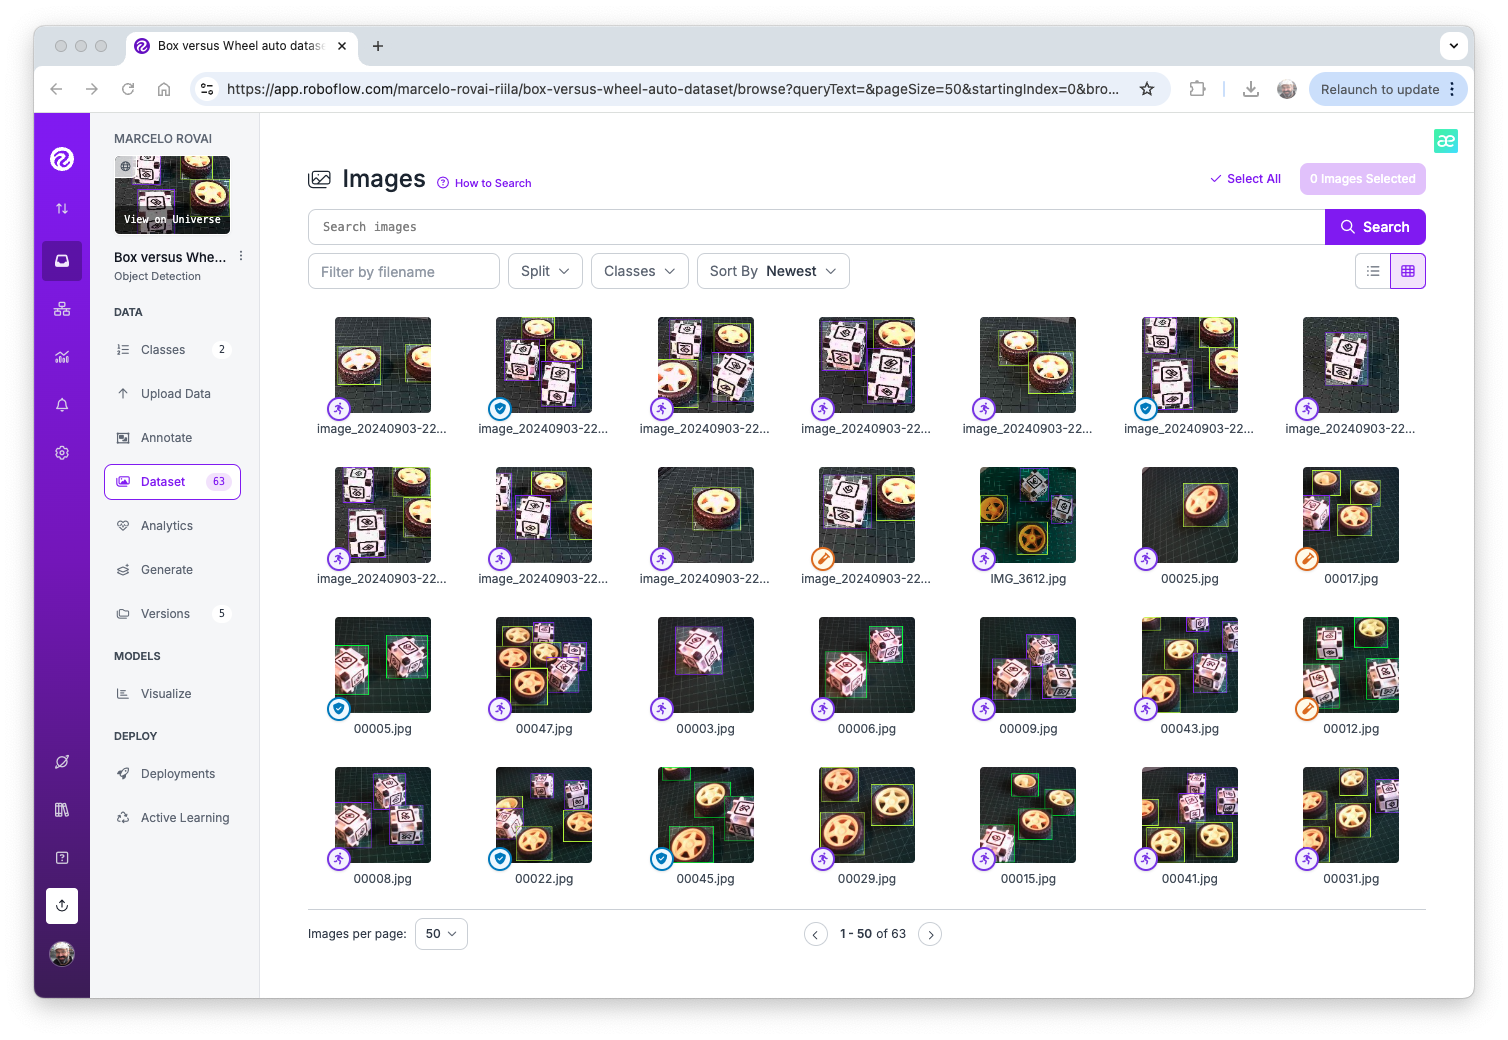 Box versus Wheel auto datase
https://app.roboflow.com/marcelo-rovai-riila/box-versus-wheel-auto-dataset/browse?queryText=&pageSize=50&startingIndex=0&bro...
Relaunch to update
MARCELO ROVAI
View on Universe
Box versus Whe...
Object Detection
DATA
Classes 2
Upload Data
Annotate
Dataset 63
Analytics
Generate
Versions 5
MODELS
Visualize
DEPLOY
Deployments
Active Learning
æ
Images
How to Search
Select All
0 Images Selected
Search images
Search
Filter by filename
Split
Classes
Sort By Newest
image_20240903-22... image_20240903-22... image_20240903-22... image_20240903-22... image_20240903-22... image_20240903-22... image_20240903-22...
image_20240903-22... image_20240903-22... image_20240903-22... image_20240903-22... IMG_3612.jpg 00025.jpg 00017.jpg
00005.jpg 00047.jpg 00003.jpg 00006.jpg 00009.jpg 00043.jpg 00012.jpg
00008.jpg 00022.jpg 00045.jpg 00029.jpg 00015.jpg 00041.jpg 00031.jpg
Images per page: 50
1 - 50 of 63